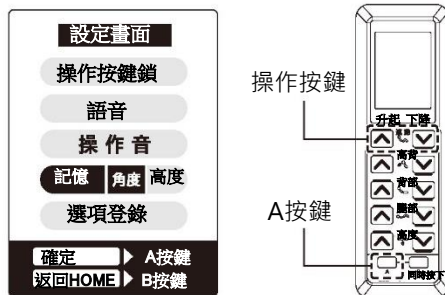 設定畫面
操作按鍵鎖
語音
操作音
記憶 角度 高度
選項登錄
確定 A按鍵
返回HOME B按鍵
操作按鍵
A按鍵
升起 下降
高背
背部
腿部
高度
A
同時按下